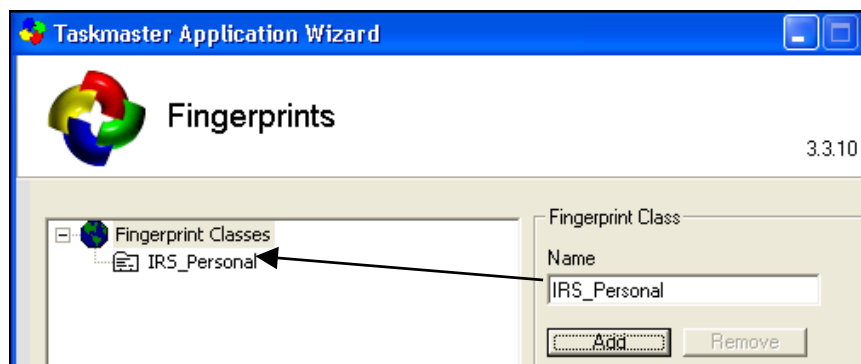 Taskmaster Application Wizard
Fingerprints
3.3.10
Fingerprint Classes
IRS_Personal
Fingerprint Class
Name
IRS_Personal
Add
Remove